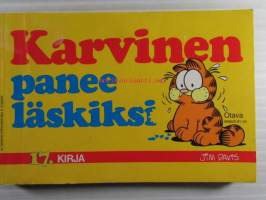 Karvinen
panee
läskiksi
Otava
17. KIRJA
JIM DAVIS